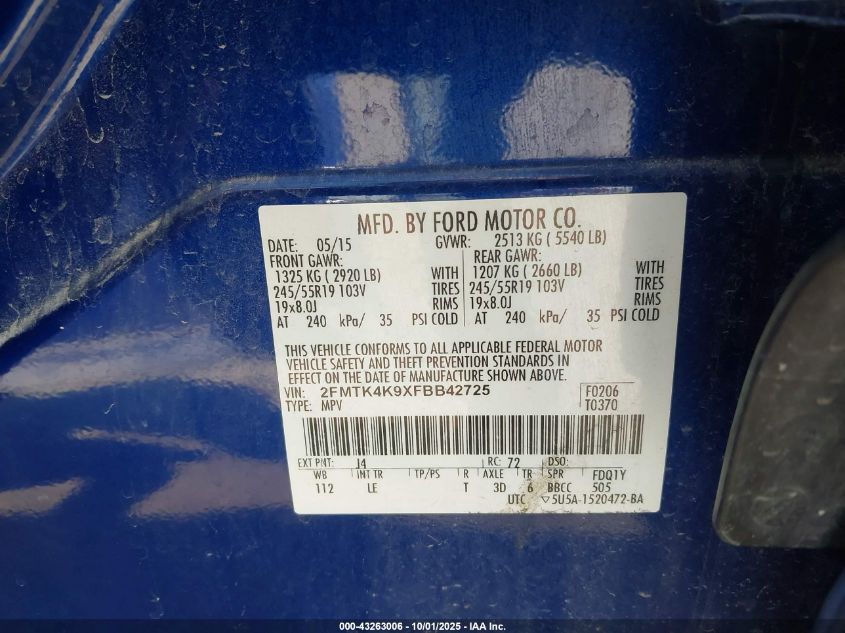 MFD. BY FORD MOTOR CO.
DATE: 05/15 GVWR: 2513 KG ( 5540 LB)
FRONT GAWR: REAR GAWR:
1325 KG ( 2920 LB) WITH 1207 KG ( 2660 LB) WITH
245/55R19 103V TIRES 245/55R19 103V TIRES
19x8.0J RIMS 19x8.0J RIMS
AT 240 kPa/ 35 PSI COLD AT 240 kPa/ 35 PSI COLD
THIS VEHICLE CONFORMS TO ALL APPLICABLE FEDERAL MOTOR
VEHICLE SAFETY AND THEFT PREVENTION STANDARDS IN
EFFECT ON THE DATE OF MANUFACTURE SHOWN ABOVE.
VIN: 2FMTK4K9XFBB42725 F0206
TYPE: MPV T0370
EXT PNT: J4 RC: 72 DSO:
WB INT TR TP/PS R AXLE TR SPR FDQ1Y
112 LE T 3D 6 BBCC 505
UTC ▽5U5A-1520472-BA
000-43263006 - 10/01/2025 - IAA Inc.